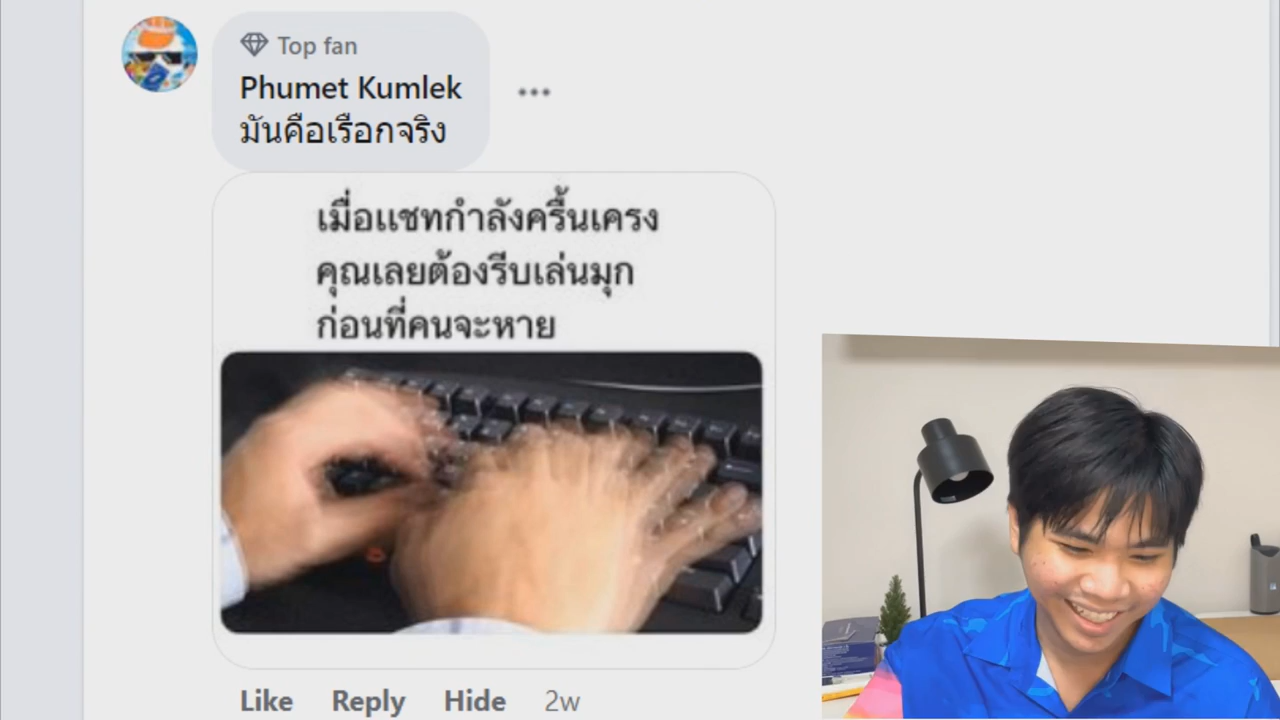 Top fan
Phumet Kumlek
มันคือเรือกจริง
เมื่อแชทกำลังครื้นเครง
คุณเลยต้องรีบเล่นมุก
ก่อนที่คนจะหาย
Like Reply Hide 2w